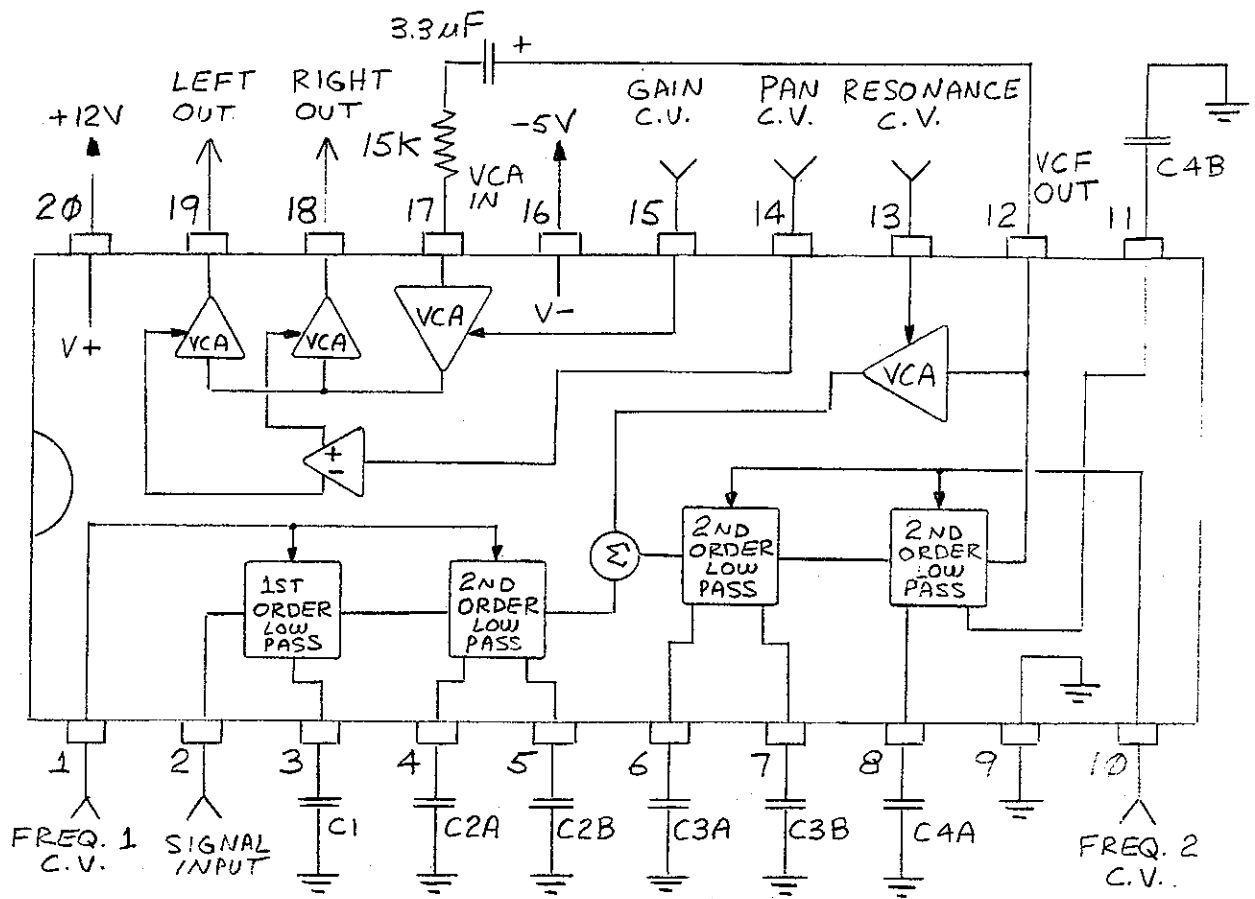 3.3µF
+
LEFT
OUT
RIGHT
OUT
GAIN
C.V.
PAN
C.V.
RESONANCE
C.V.
+12V
15K
-5V
C4B
VCA
IN
VCF
OUT
2Ø
19
18
17
16
15
14
13
12
11
V+
VCA
VCA
VCA
V-
VCA
+
-
Σ
2ND
ORDER
LOW
PASS
2ND
ORDER
LOW
PASS
1ST
ORDER
LOW
PASS
2ND
ORDER
LOW
PASS
1
2
3
4
5
6
7
8
9
1Ø
C1
C2A
C2B
C3A
C3B
C4A
FREQ. 1
C.V.
SIGNAL
INPUT
FREQ. 2
C.V.